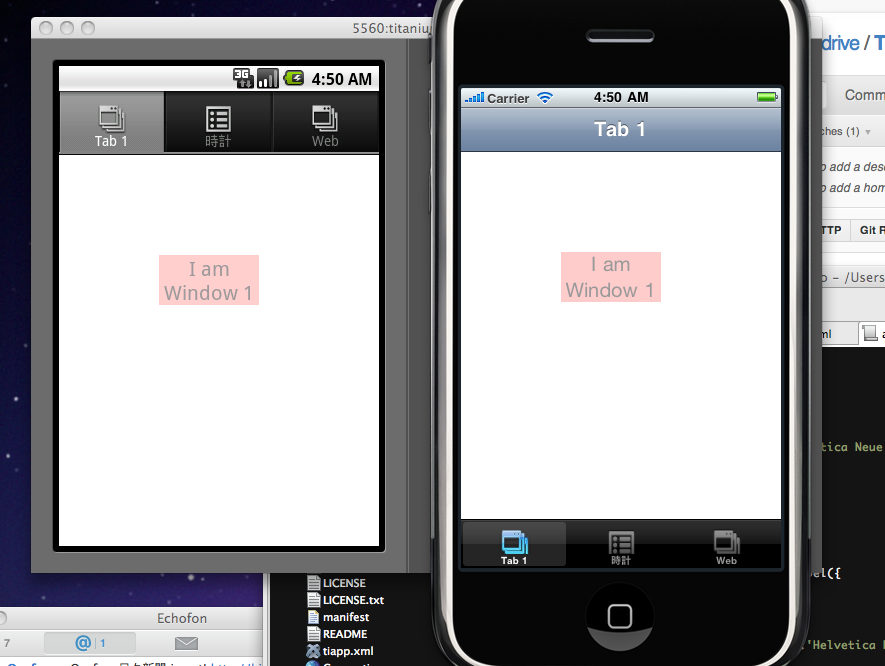 5560:titaniu
3G
4:50 AM
Tab 1
時計
Web
I am
Window 1
Carrier
4:50 AM
Tab 1
I am
Window 1
Tab 1
時計
Web
drive / T
Comm
ches (1)
o add a desc
o add a hom
TTP
Git R
o – /Users
ml
tica Neue
el({
'Helvetica
LICENSE
LICENSE.txt
manifest
README
tiapp.xml
Echofon
7
@ 1